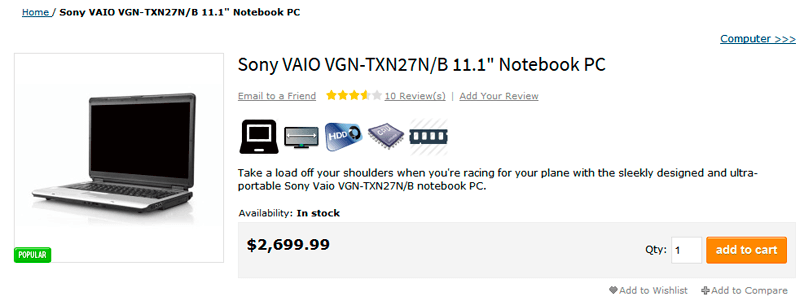 Home / Sony VAIO VGN-TXN27N/B 11.1" Notebook PC
Computer >>>
Sony VAIO VGN-TXN27N/B 11.1" Notebook PC
Email to a Friend 10 Review(s) | Add Your Review
HDD CPU
Take a load off your shoulders when you're racing for your plane with the sleekly designed and ultra-
portable Sony Vaio VGN-TXN27N/B notebook PC.
Availability: In stock
POPULAR
$2,699.99 Qty: 1 add to cart
Add to Wishlist Add to Compare